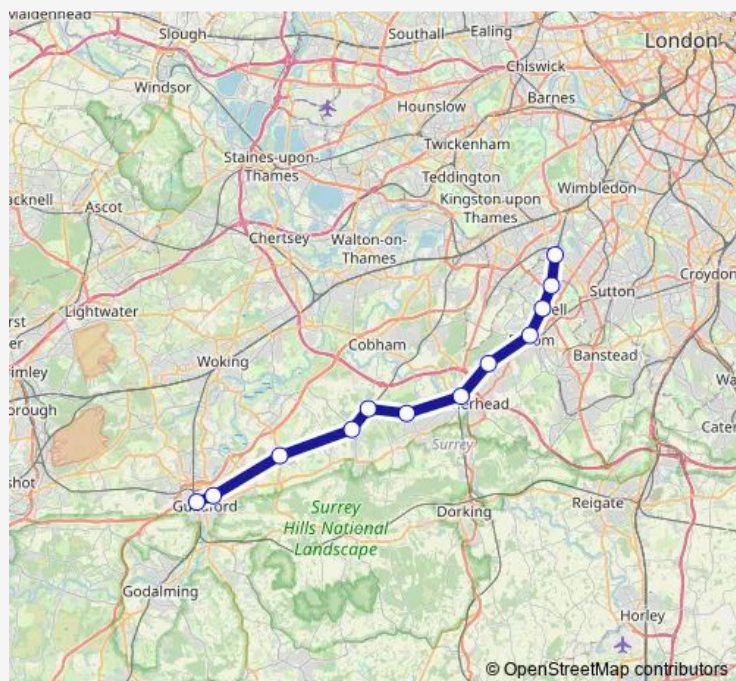 Maidenhead
Slough
Southall
Ealing
London
Windsor
Chiswick
Barnes
Hounslow
Staines-upon-
Thames
Twickenham
Teddington
Kingston upon
Thames
Wimbledon
Ascot
Chertsey
Walton-on-
Thames
Croydon
Lightwater
Sutton
Cobham
Woking
Banstead
Surrey
Surrey
Hills National
Landscape
Dorking
Reigate
Godalming
Horley
© OpenStreetMap contributors